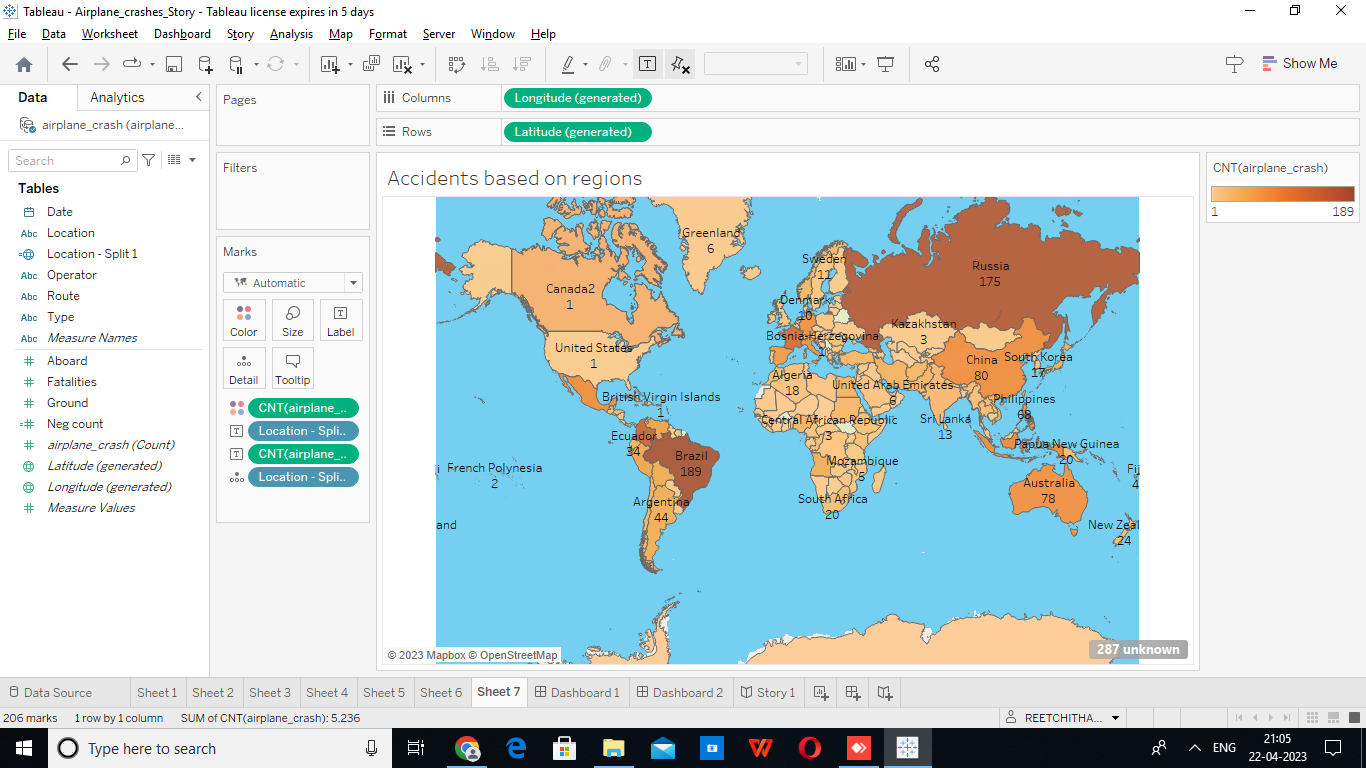 Tableau - Airplane_crashes_Story - Tableau license expires in 5 days
File Data Worksheet Dashboard Story Analysis Map Format Server Window Help
Show Me
Data Analytics
airplane_crash (airplane...
Search
Tables
Date
Abc Location
Location - Split 1
Abc Operator
Abc Route
Abc Type
Abc Measure Names
Aboard
Fatalities
Ground
Neg count
airplane_crash (Count)
Latitude (generated)
Longitude (generated)
Measure Values
Pages
Filters
Marks
Automatic
Color Size Label
Detail Tooltip
CNT(airplane_..
Location - Spli..
CNT(airplane_..
Location - Spli..
Columns Longitude (generated)
Rows Latitude (generated)
Accidents based on regions
Greenland
6
Sweden
11
Russia
175
Canada2
1
Denmark
10
Kazakhstan
3
Bosnia-Herzegovina
United States
1
China
80
South Korea
17
Algeria
18
United Arab Emirates
6
British Virgin Islands
1
Philippines
68
Central African Republic
3
Sri Lanka
13
Ecuador
34
Papua New Guinea
20
Brazil
189
Mozambique
5
French Polynesia
2
Australia
78
South Africa
20
Argentina
44
and
New Zeal
24
© 2023 Mapbox © OpenStreetMap
287 unknown
CNT(airplane_crash)
1 189
Data Source Sheet 1 Sheet 2 Sheet 3 Sheet 4 Sheet 5 Sheet 6 Sheet 7 Dashboard 1 Dashboard 2 Story 1
206 marks 1 row by 1 column SUM of CNT(airplane_crash): 5,236
REETCHITHA...
Type here to search
ENG
21:05
22-04-2023